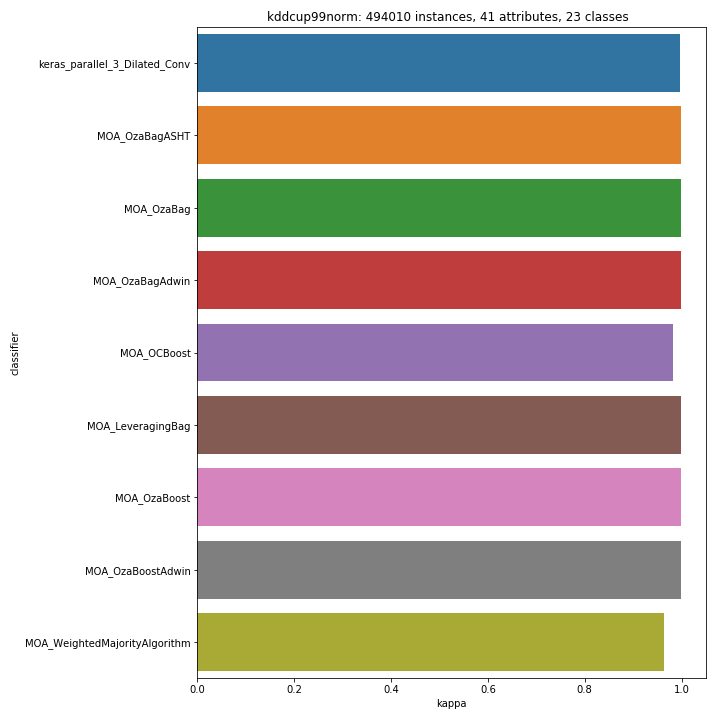 kddcup99norm: 494010 instances, 41 attributes, 23 classes
keras_parallel_3_Dilated_Conv
MOA_OzaBagASHT
MOA_OzaBag
MOA_OzaBagAdwin
MOA_OCBoost
MOA_LeveragingBag
MOA_OzaBoost
MOA_OzaBoostAdwin
MOA_WeightedMajorityAlgorithm
classifier
0.0 0.2 0.4 0.6 0.8 1.0
kappa